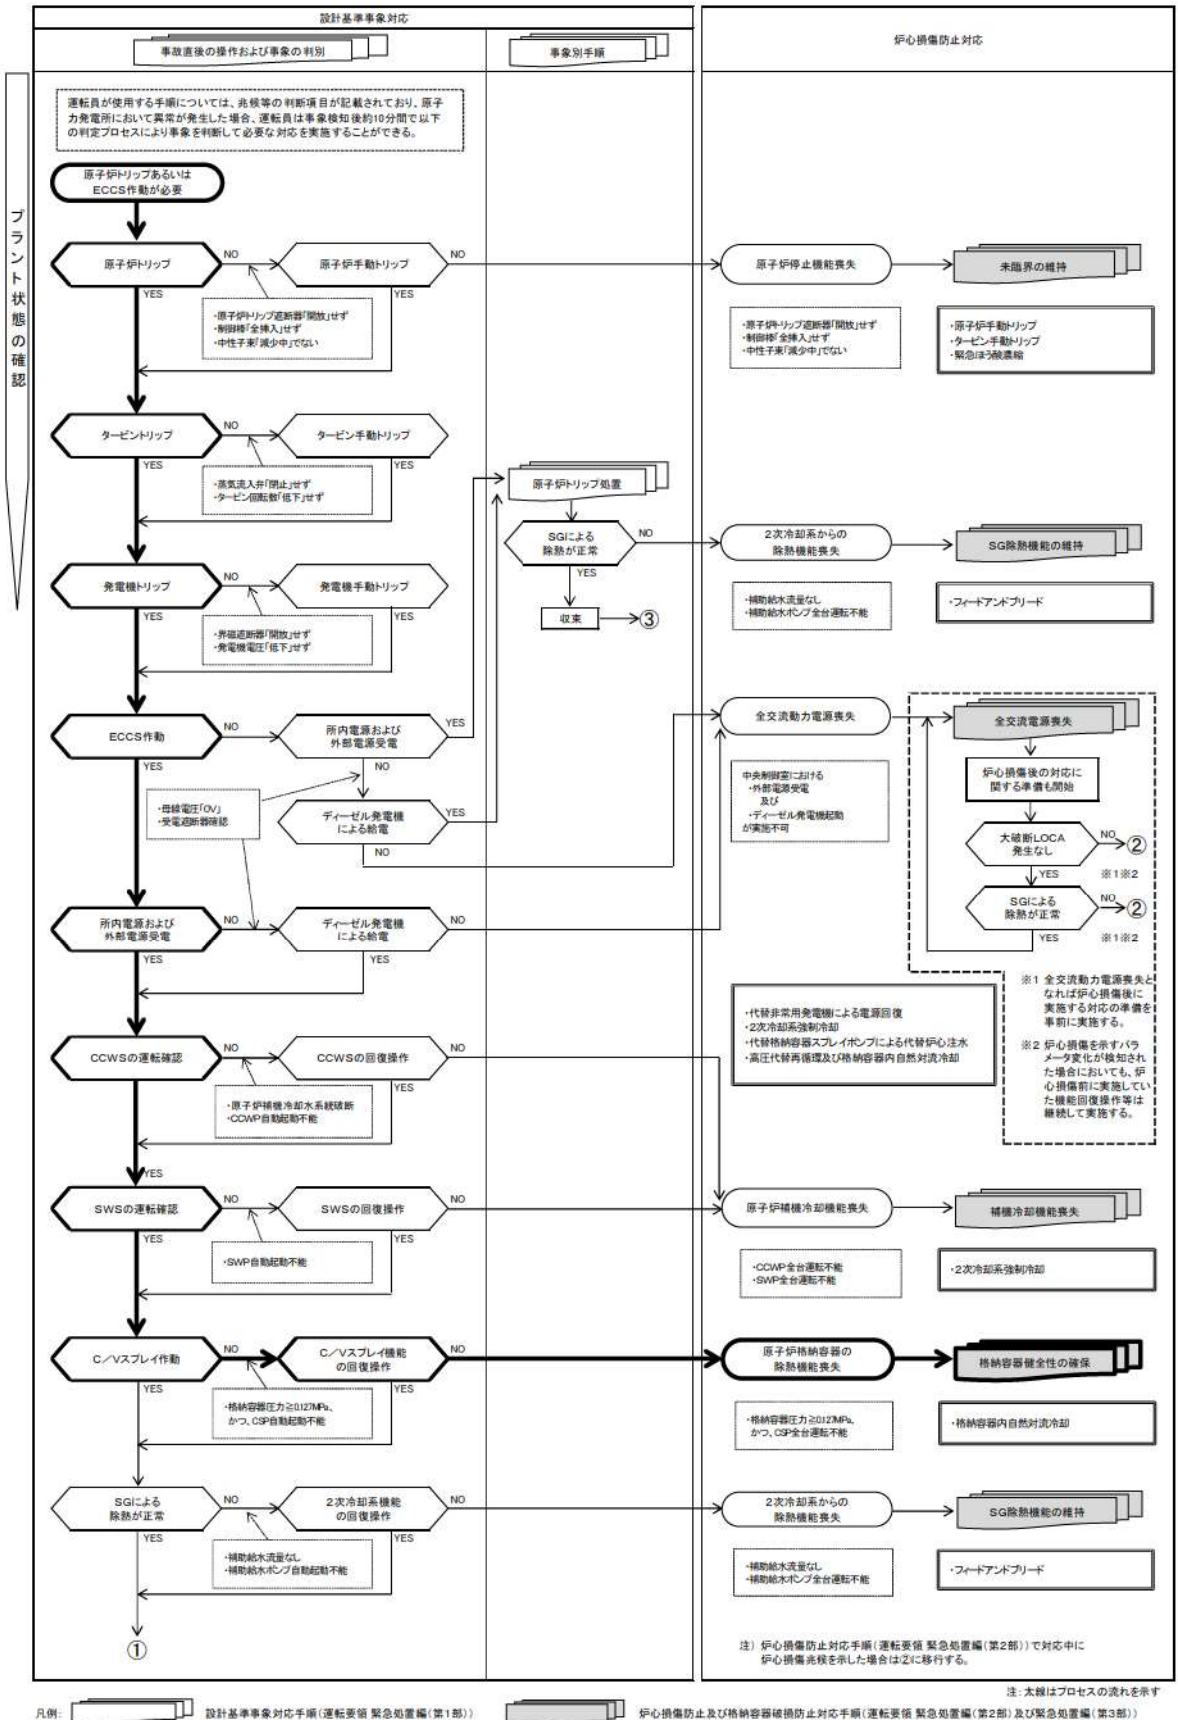 設計基準事象対応
事故直後の操作および事象の判別
事象別手順
炉心損傷防止対応
プラント状態の確認
運転員が使用する手順については、兆候等の判断項目が記載されており、原子
力発電所において異常が発生した場合、運転員は事象検知後約10分間で以下
の判定プロセスにより事象を判断して必要な対応を実施することができる。
原子炉トリップあるいは
ECCS作動が必要
原子炉トリップ
NO
原子炉手動トリップ
NO
原子炉停止機能喪失
未臨界の維持
YES
YES
・原子炉トリップ遮断器「開放」せず
・制御棒「全挿入」せず
・中性子束「減少中」でない
・原子炉トリップ遮断器「開放」せず
・制御棒「全挿入」せず
・中性子束「減少中」でない
・原子炉手動トリップ
・タービン手動トリップ
・緊急ほう酸濃縮
タービントリップ
NO
タービン手動トリップ
YES
YES
・蒸気流入弁「閉止」せず
・タービン回転数「低下」せず
原子炉トリップ処置
SGによる
除熱が正常
NO
2次冷却系からの
除熱機能喪失
SG除熱機能の維持
YES
収束
③
・補助給水流量なし
・補助給水ポンプ全台運転不能
・フィードアンドブリード
発電機トリップ
NO
発電機手動トリップ
YES
YES
・界磁遮断器「開放」せず
・発電機電圧「低下」せず
ECCS作動
NO
所内電源および
外部電源受電
YES
全交流動力電源喪失
全交流電源喪失
YES
NO
・母線電圧「0V」
・受電遮断器確認
ディーゼル発電機
による給電
YES
NO
中央制御室における
・外部電源受電
及び
・ディーゼル発電機起動
が実施不可
炉心損傷後の対応に
関する準備も開始
大破断LOCA
発生なし
NO
②
YES
※1※2
SGによる
除熱が正常
NO
②
YES
※1※2
所内電源および
外部電源受電
NO
ディーゼル発電機
による給電
NO
YES
YES
※1 全交流動力電源喪失と
なれば炉心損傷後に
実施する対応の準備を
事前に実施する。
※2 炉心損傷を示すパラ
メータ変化が検知され
た場合においても、炉
心損傷前に実施してい
た機能回復操作等は
継続して実施する。
・代替非常用発電機による電源回復
・2次冷却系強制冷却
・代替格納容器スプレイポンプによる代替炉心注水
・高圧代替再循環及び格納容器内自然対流冷却
CCWSの運転確認
NO
CCWSの回復操作
NO
YES
YES
・原子炉補機冷却水系統破断
・CCWP自動起動不能
SWSの運転確認
NO
SWSの回復操作
NO
原子炉補機冷却機能喪失
補機冷却機能喪失
YES
YES
・SWP自動起動不能
・CCWP全台運転不能
・SWP全台運転不能
・2次冷却系強制冷却
C/Vスプレイ作動
NO
C/Vスプレイ機能
の回復操作
NO
原子炉格納容器の
除熱機能喪失
格納容器健全性の確保
YES
YES
・格納容器圧力≧0.127MPa、
かつ、CSP自動起動不能
・格納容器圧力≧0.127MPa、
かつ、CSP全台運転不能
・格納容器内自然対流冷却
SGによる
除熱が正常
NO
2次冷却系機能
の回復操作
NO
2次冷却系からの
除熱機能喪失
SG除熱機能の維持
YES
YES
・補助給水流量なし
・補助給水ポンプ自動起動不能
・補助給水流量なし
・補助給水ポンプ全台運転不能
・フィードアンドブリード
①
注) 炉心損傷防止対応手順(運転要領 緊急処置編(第2部))で対応中に
炉心損傷兆候を示した場合は②に移行する。
注:太線はプロセスの流れを示す
凡例:
設計基準事象対応手順(運転要領 緊急処置編(第1部))
炉心損傷防止及び格納容器破損防止対応手順(運転要領 緊急処置編(第2部)及び緊急処置編(第3部))